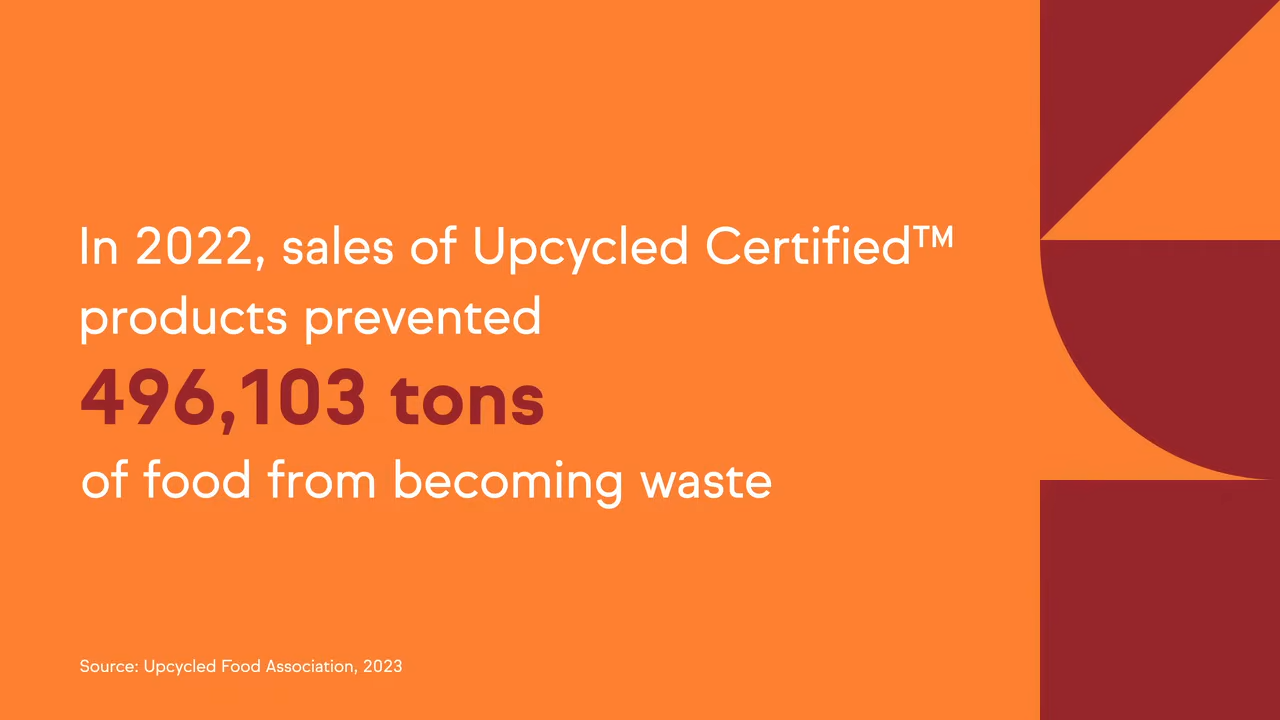 In 2022, sales of Upcycled Certified™
products prevented
496,103 tons
of food from becoming waste
Source: Upcycled Food Association, 2023